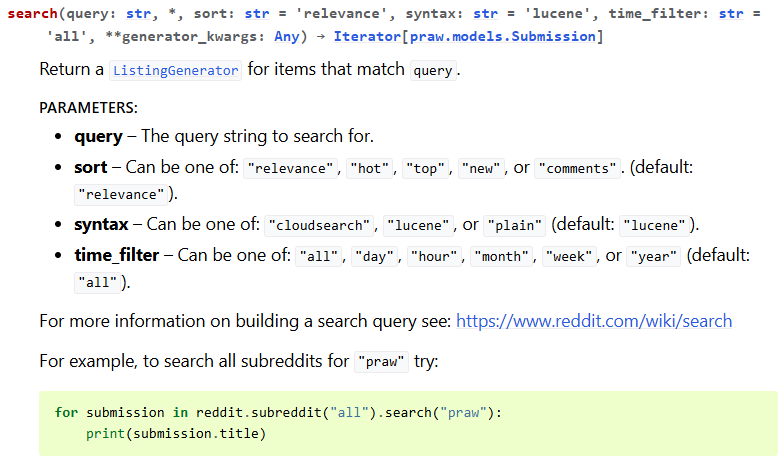 search(query: str, *, sort: str = 'relevance', syntax: str = 'lucene', time_filter: str =
'all', **generator_kwargs: Any) → Iterator[praw.models.Submission]
Return a ListingGenerator for items that match query.
PARAMETERS:
• query – The query string to search for.
• sort – Can be one of: "relevance", "hot", "top", "new", or "comments". (default:
"relevance").
• syntax – Can be one of: "cloudsearch", "lucene", or "plain" (default: "lucene").
• time_filter – Can be one of: "all", "day", "hour", "month", "week", or "year" (default:
"all").
For more information on building a search query see: https://www.reddit.com/wiki/search
For example, to search all subreddits for "praw" try:
for submission in reddit.subreddit("all").search("praw"):
    print(submission.title)